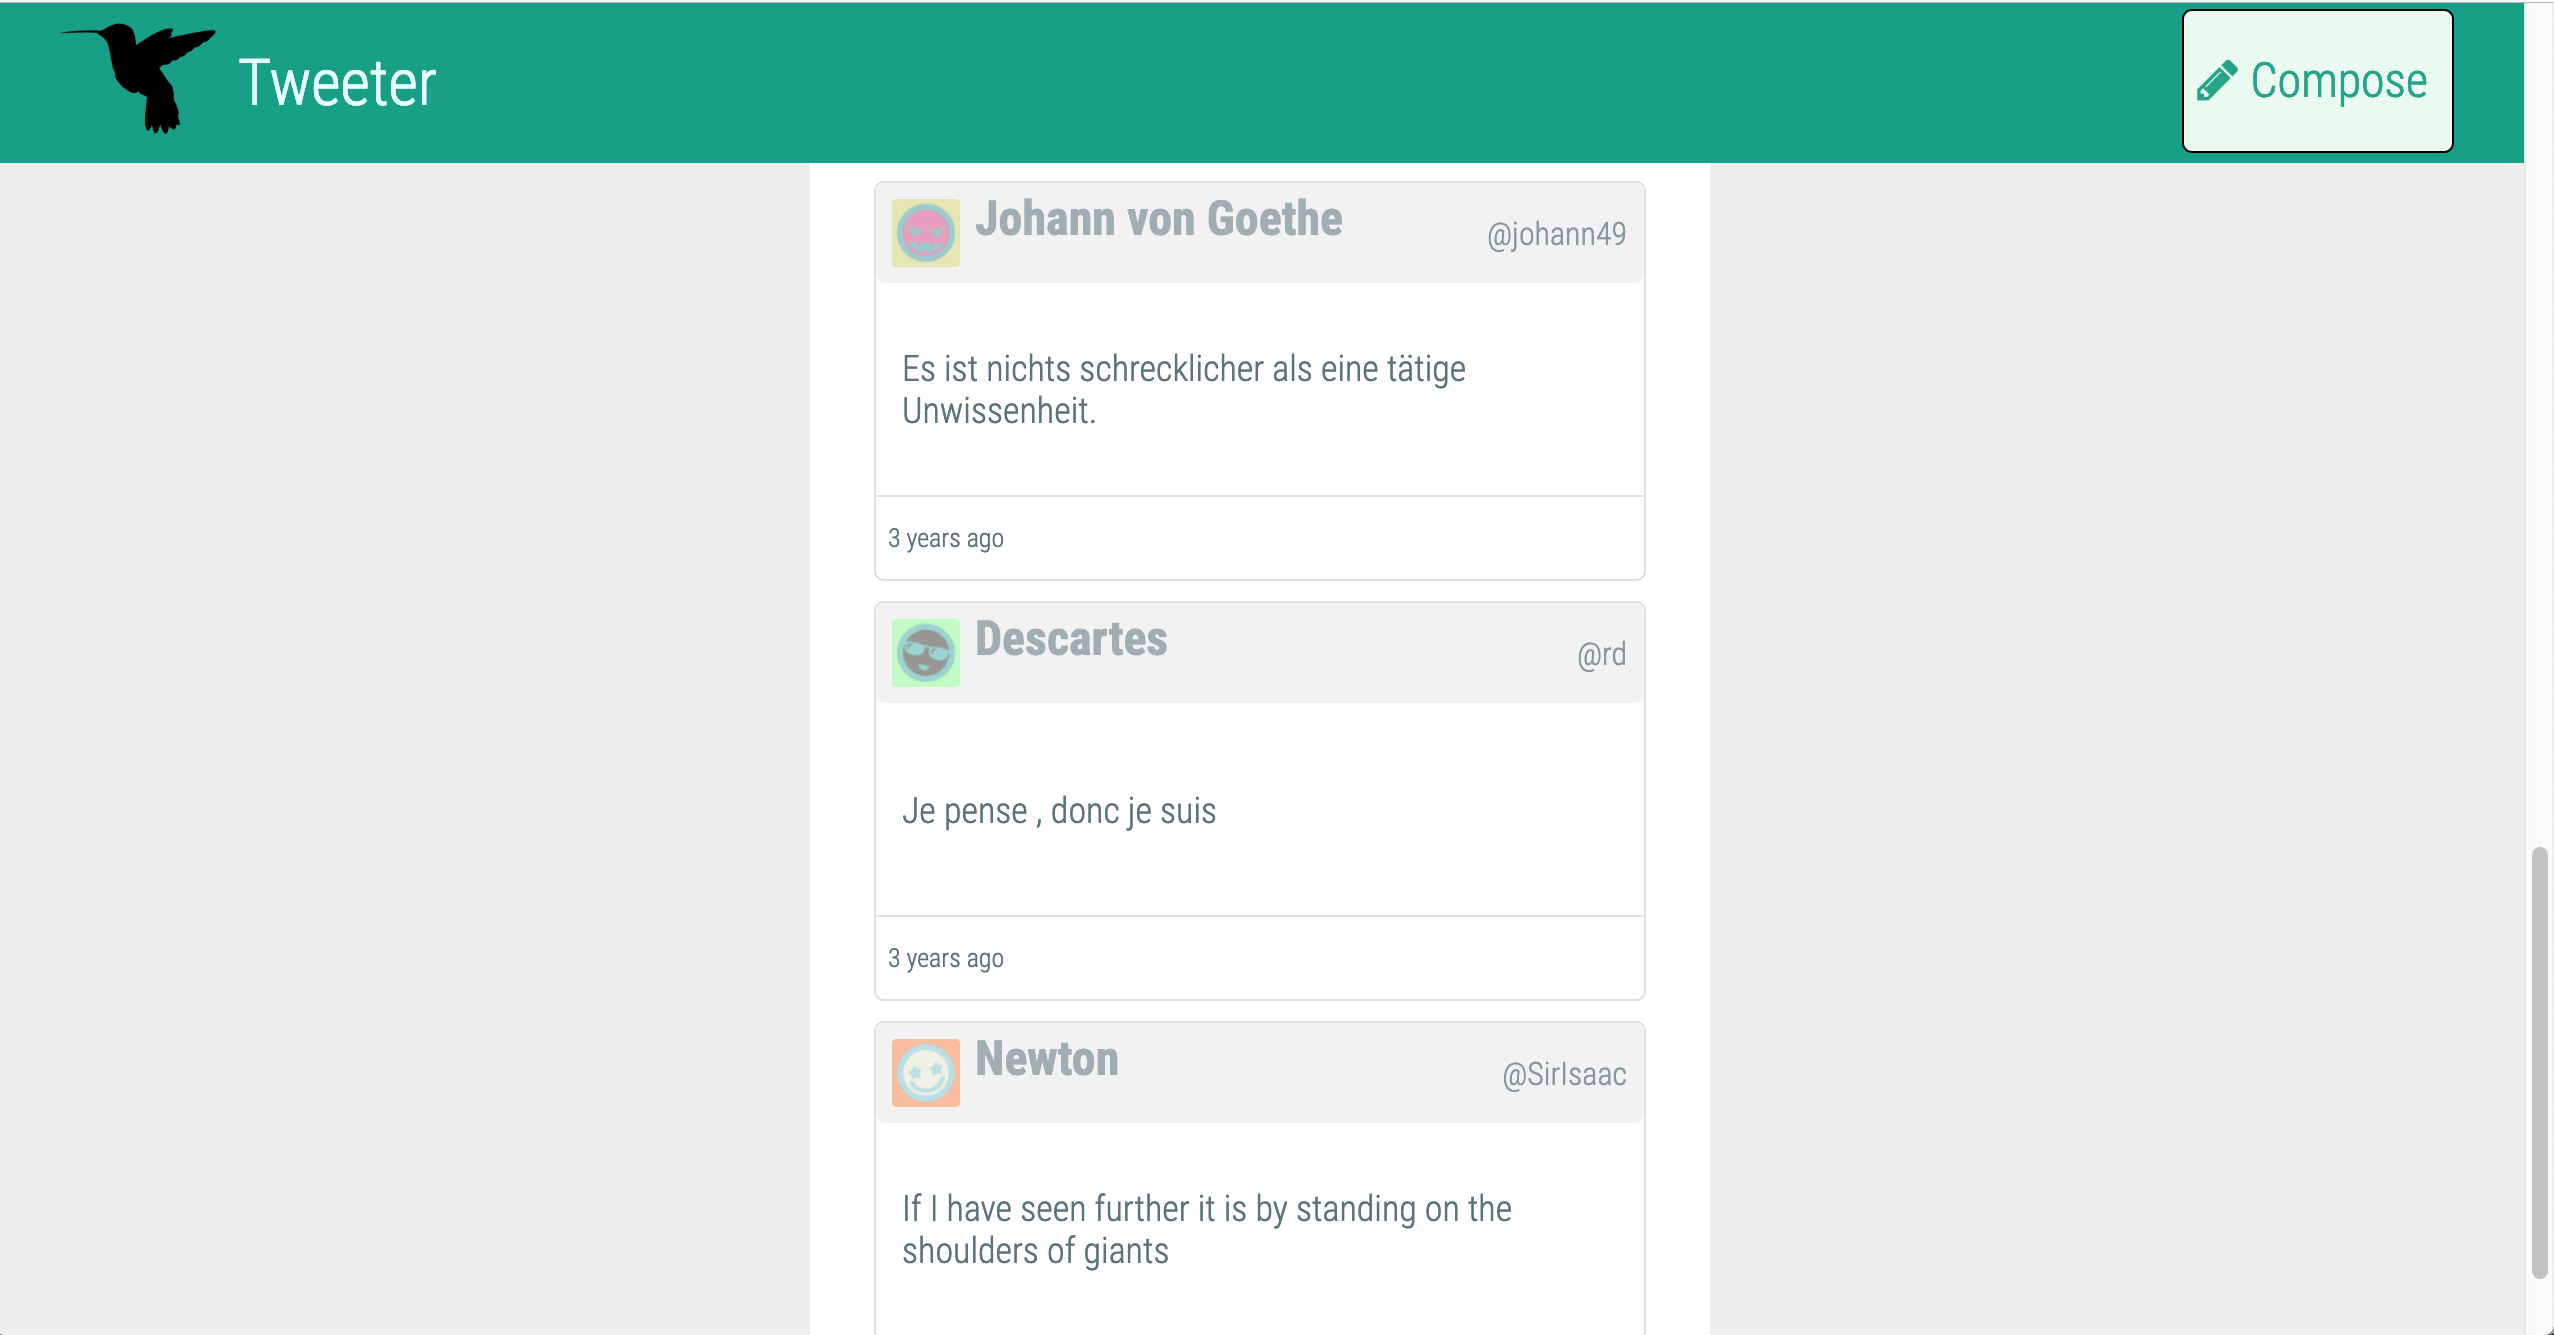 Tweeter
Compose
Johann von Goethe
@johann49
Es ist nichts schrecklicher als eine tätige
Unwissenheit.
3 years ago
Descartes
@rd
Je pense , donc je suis
3 years ago
Newton
@SirIsaac
If I have seen further it is by standing on the
shoulders of giants